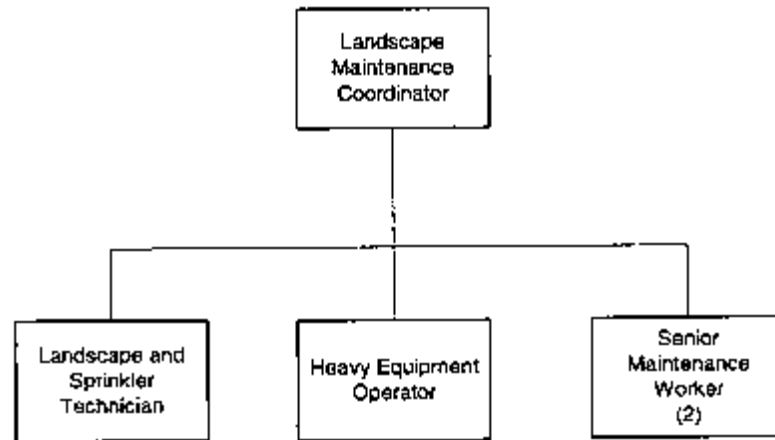 Landscape
Maintenance
Coordinator
Landscape and
Sprinkler
Technician
Heavy Equipment
Operator
Senior
Maintenance
Worker
(2)